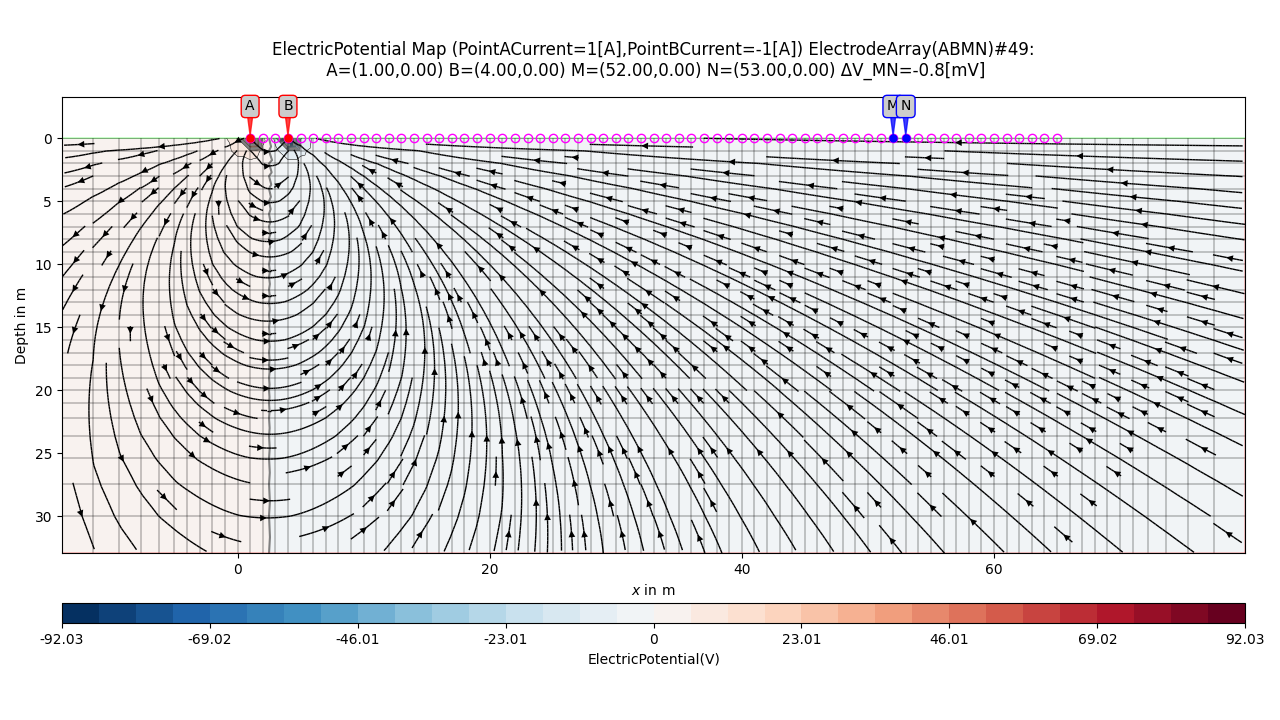 ElectricPotential Map (PointACurrent=1[A],PointBCurrent=-1[A]) ElectrodeArray(ABMN)#49:
A=(1.00,0.00) B=(4.00,0.00) M=(52.00,0.00) N=(53.00,0.00) ΔV_MN=-0.8[mV]
A B M N
0
5
10
15
20
25
30
Depth in m
0 20 40 60
x in m
-92.03 -69.02 -46.01 -23.01 0 23.01 46.01 69.02 92.03
ElectricPotential(V)